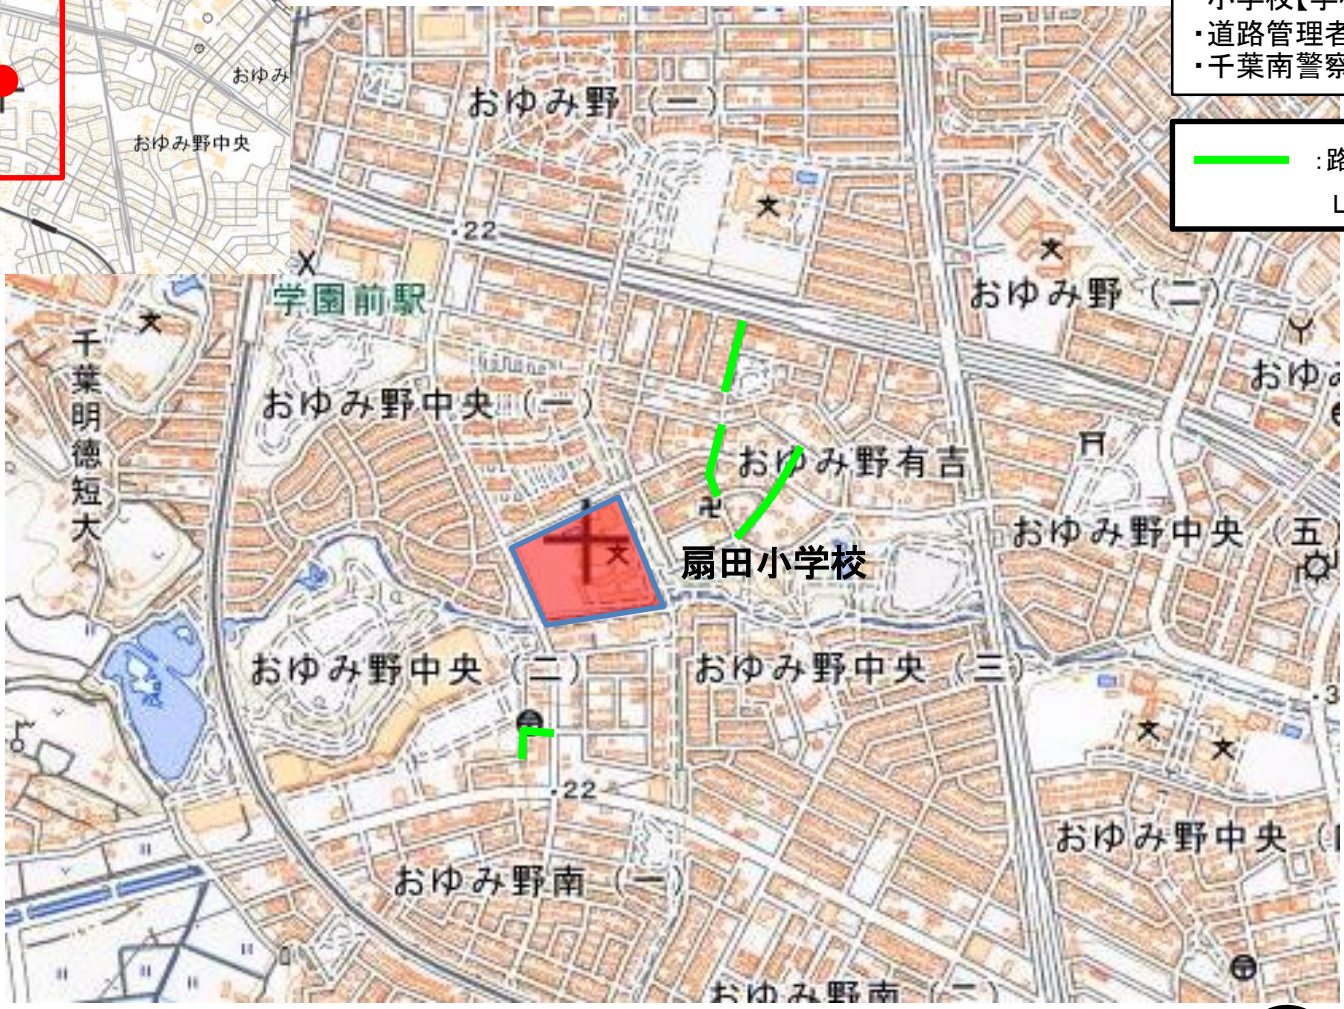 おゆみ
おゆみ野中央
・道路管理者
・千葉南警察
：路
おゆみ野（一）
.22
学園前駅
おゆみ野（二）
千葉明徳短大
おゆみ野中央（一）
おゆみ野有吉
おゆみ野中央（五
扇田小学校
おゆみ野中央（二）
おゆみ野中央（三）
.22
おゆみ野中央（
おゆみ野南（一）
おゆみ野南（二）